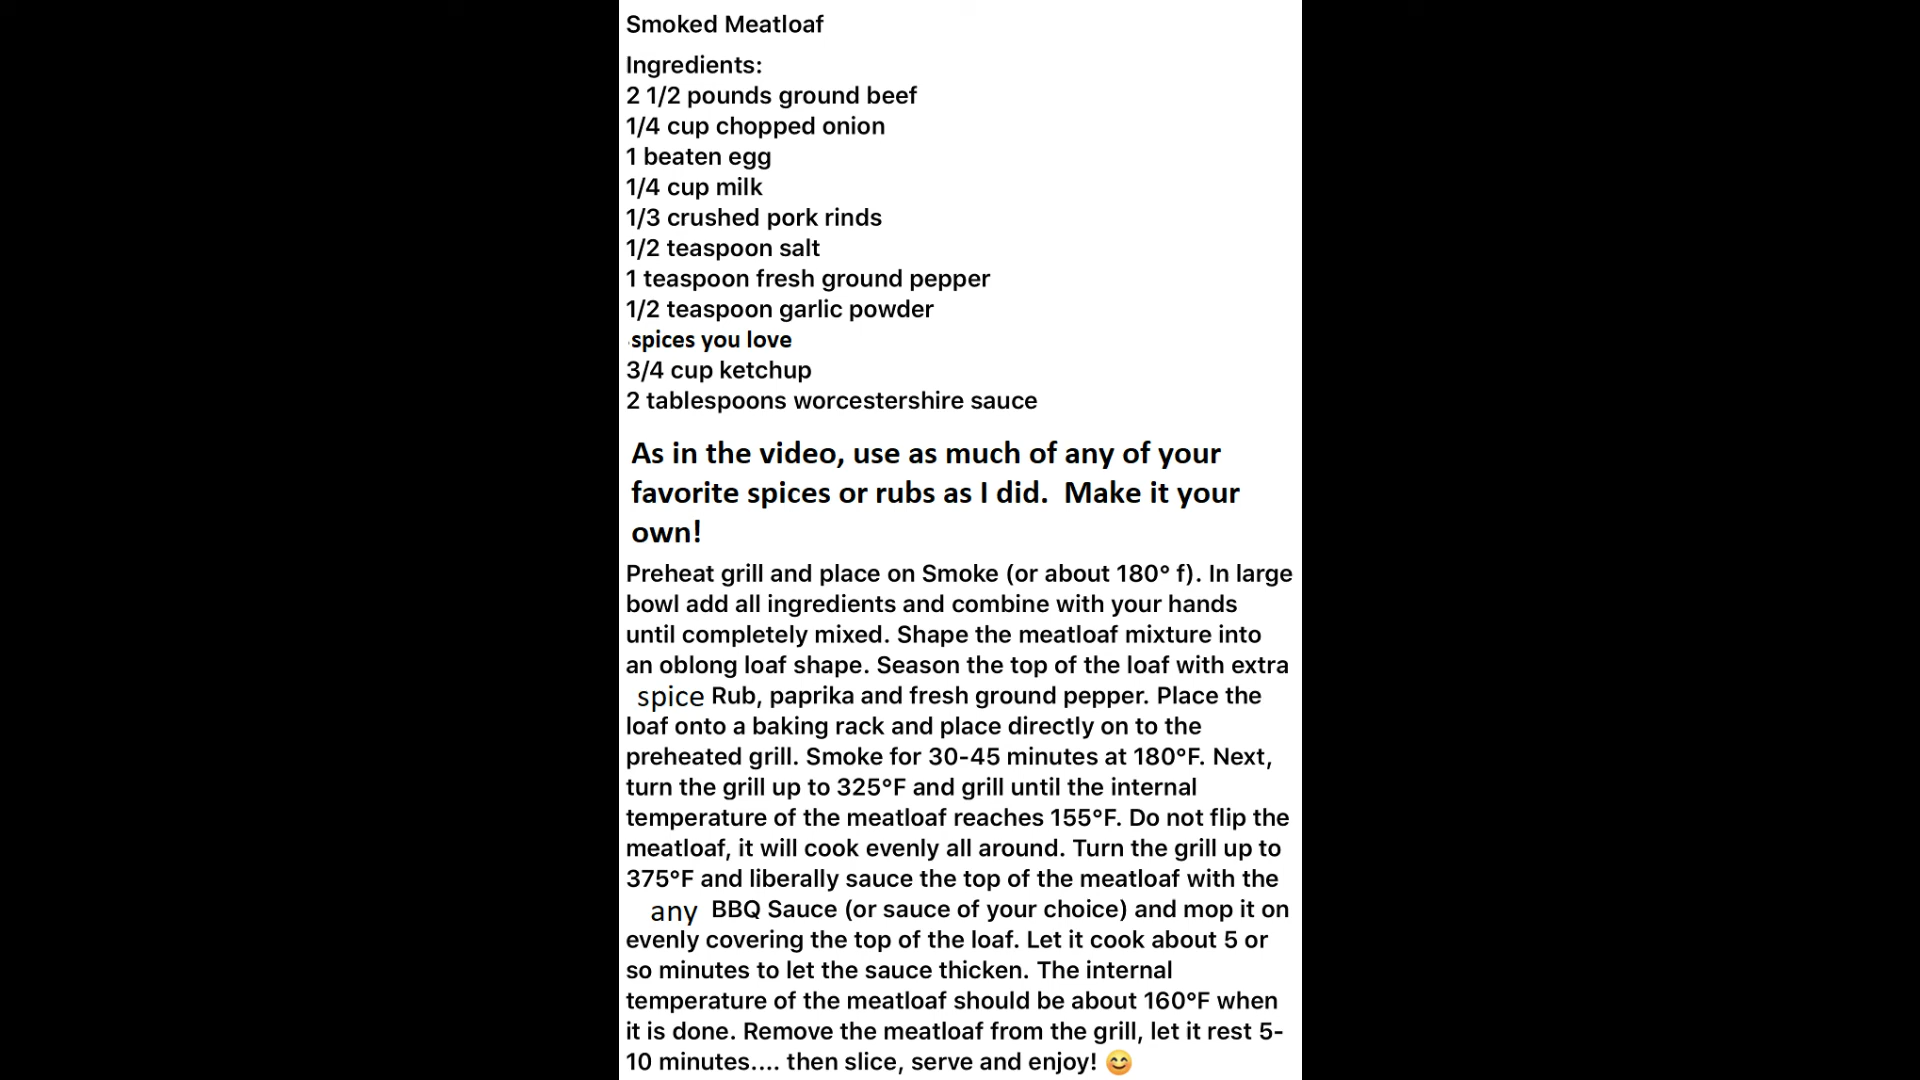 Smoked Meatloaf
Ingredients:
2 1/2 pounds ground beef
1/4 cup chopped onion
1 beaten egg
1/4 cup milk
1/3 crushed pork rinds
1/2 teaspoon salt
1 teaspoon fresh ground pepper
1/2 teaspoon garlic powder
spices you love
3/4 cup ketchup
2 tablespoons worcestershire sauce
As in the video, use as much of any of your
favorite spices or rubs as I did.  Make it your
own!
Preheat grill and place on Smoke (or about 180° f). In large
bowl add all ingredients and combine with your hands
until completely mixed. Shape the meatloaf mixture into
an oblong loaf shape. Season the top of the loaf with extra
spice Rub, paprika and fresh ground pepper. Place the
loaf onto a baking rack and place directly on to the
preheated grill. Smoke for 30-45 minutes at 180°F. Next,
turn the grill up to 325°F and grill until the internal
temperature of the meatloaf reaches 155°F. Do not flip the
meatloaf, it will cook evenly all around. Turn the grill up to
375°F and liberally sauce the top of the meatloaf with the
any BBQ Sauce (or sauce of your choice) and mop it on
evenly covering the top of the loaf. Let it cook about 5 or
so minutes to let the sauce thicken. The internal
temperature of the meatloaf should be about 160°F when
it is done. Remove the meatloaf from the grill, let it rest 5-
10 minutes.... then slice, serve and enjoy! 😊